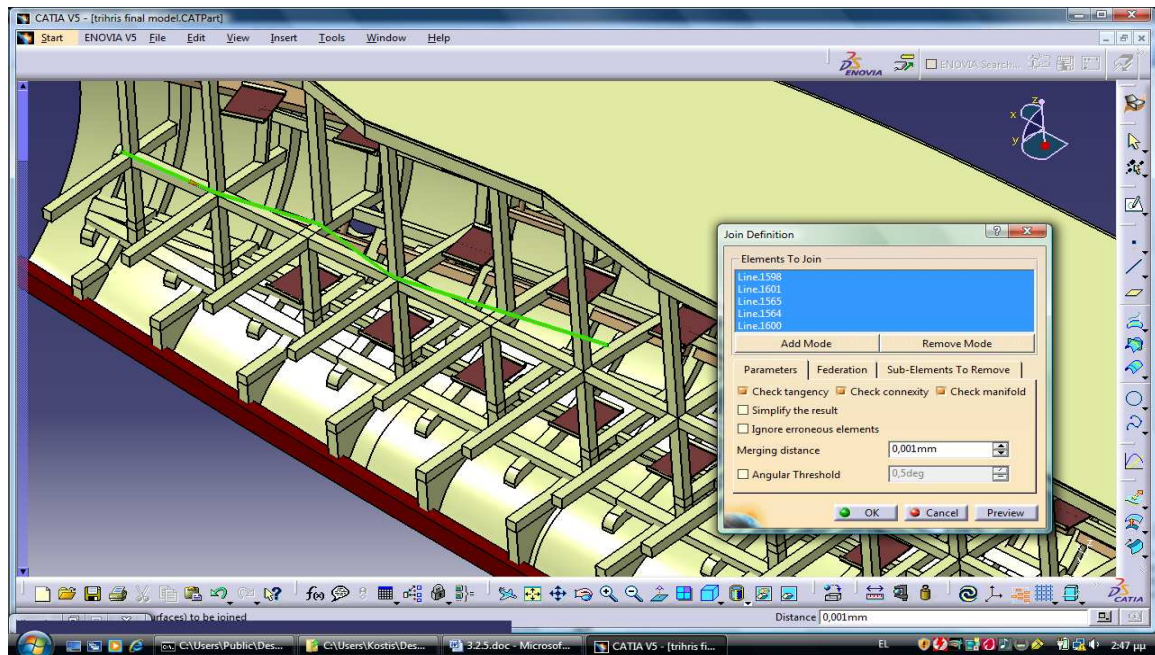 CATIA V5 - [trihris final model.CATPart]
Start ENOVIA V5 File Edit View Insert Tools Window Help
ENOVIA ENOVIA Search...
z
x
y
Join Definition
Elements To Join
Line.1598
Line.1601
Line.1565
Line.1564
Line.1600
Add Mode Remove Mode
Parameters Federation Sub-Elements To Remove
Check tangency Check connexity Check manifold
Simplify the result
Ignore erroneous elements
Merging distance 0,001mm
Angular Threshold 0,5deg
OK Cancel Preview
CATIA
urfaces) to be joined Distance 0,001mm
C:\Users\Public\Des... C:\Users\Kostis\Des... 3.2.5.doc - Microsof... CATIA V5 - [trihris fi... EL 2:47 μμ